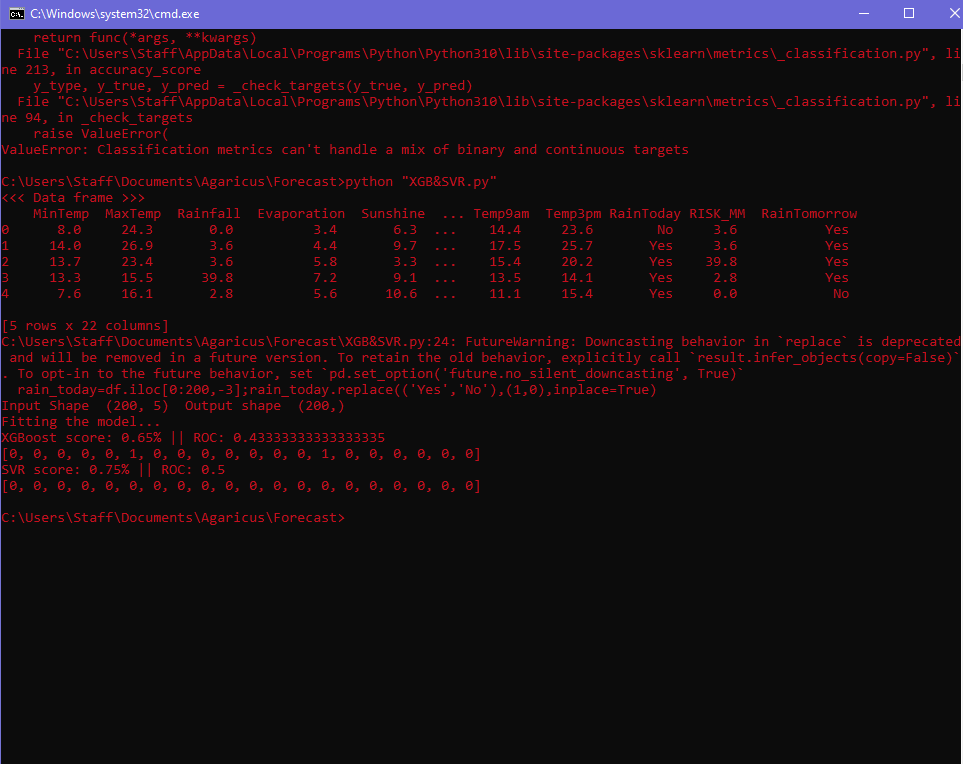 C:\Windows\system32\cmd.exe
    return func(*args, **kwargs)
  File "C:\Users\Staff\AppData\Local\Programs\Python\Python310\lib\site-packages\sklearn\metrics\_classification.py", li
ne 213, in accuracy_score
    y_type, y_true, y_pred = _check_targets(y_true, y_pred)
  File "C:\Users\Staff\AppData\Local\Programs\Python\Python310\lib\site-packages\sklearn\metrics\_classification.py", li
ne 94, in _check_targets
    raise ValueError(
ValueError: Classification metrics can't handle a mix of binary and continuous targets

C:\Users\Staff\Documents\Agaricus\Forecast>python "XGB&SVR.py"
<<< Data frame >>>
    MinTemp  MaxTemp  Rainfall  Evaporation  Sunshine  ... Temp9am  Temp3pm RainToday RISK_MM  RainTomorrow
0      8.0     24.3       0.0          3.4       6.3  ...    14.4     23.6        No     3.6           Yes
1     14.0     26.9       3.6          4.4       9.7  ...    17.5     25.7       Yes     3.6           Yes
2     13.7     23.4       3.6          5.8       3.3  ...    15.4     20.2       Yes    39.8           Yes
3     13.3     15.5      39.8          7.2       9.1  ...    13.5     14.1       Yes     2.8           Yes
4      7.6     16.1       2.8          5.6      10.6  ...    11.1     15.4       Yes     0.0            No

[5 rows x 22 columns]
C:\Users\Staff\Documents\Agaricus\Forecast\XGB&SVR.py:24: FutureWarning: Downcasting behavior in `replace` is deprecated
 and will be removed in a future version. To retain the old behavior, explicitly call `result.infer_objects(copy=False)`
. To opt-in to the future behavior, set `pd.set_option('future.no_silent_downcasting', True)`
  rain_today=df.iloc[0:200,-3];rain_today.replace(('Yes','No'),(1,0),inplace=True)
Input Shape  (200, 5)  Output shape  (200,)
Fitting the model...
XGBoost score: 0.65% || ROC: 0.43333333333333335
[0, 0, 0, 0, 0, 1, 0, 0, 0, 0, 0, 0, 0, 1, 0, 0, 0, 0, 0, 0]
SVR score: 0.75% || ROC: 0.5
[0, 0, 0, 0, 0, 0, 0, 0, 0, 0, 0, 0, 0, 0, 0, 0, 0, 0, 0, 0]

C:\Users\Staff\Documents\Agaricus\Forecast>